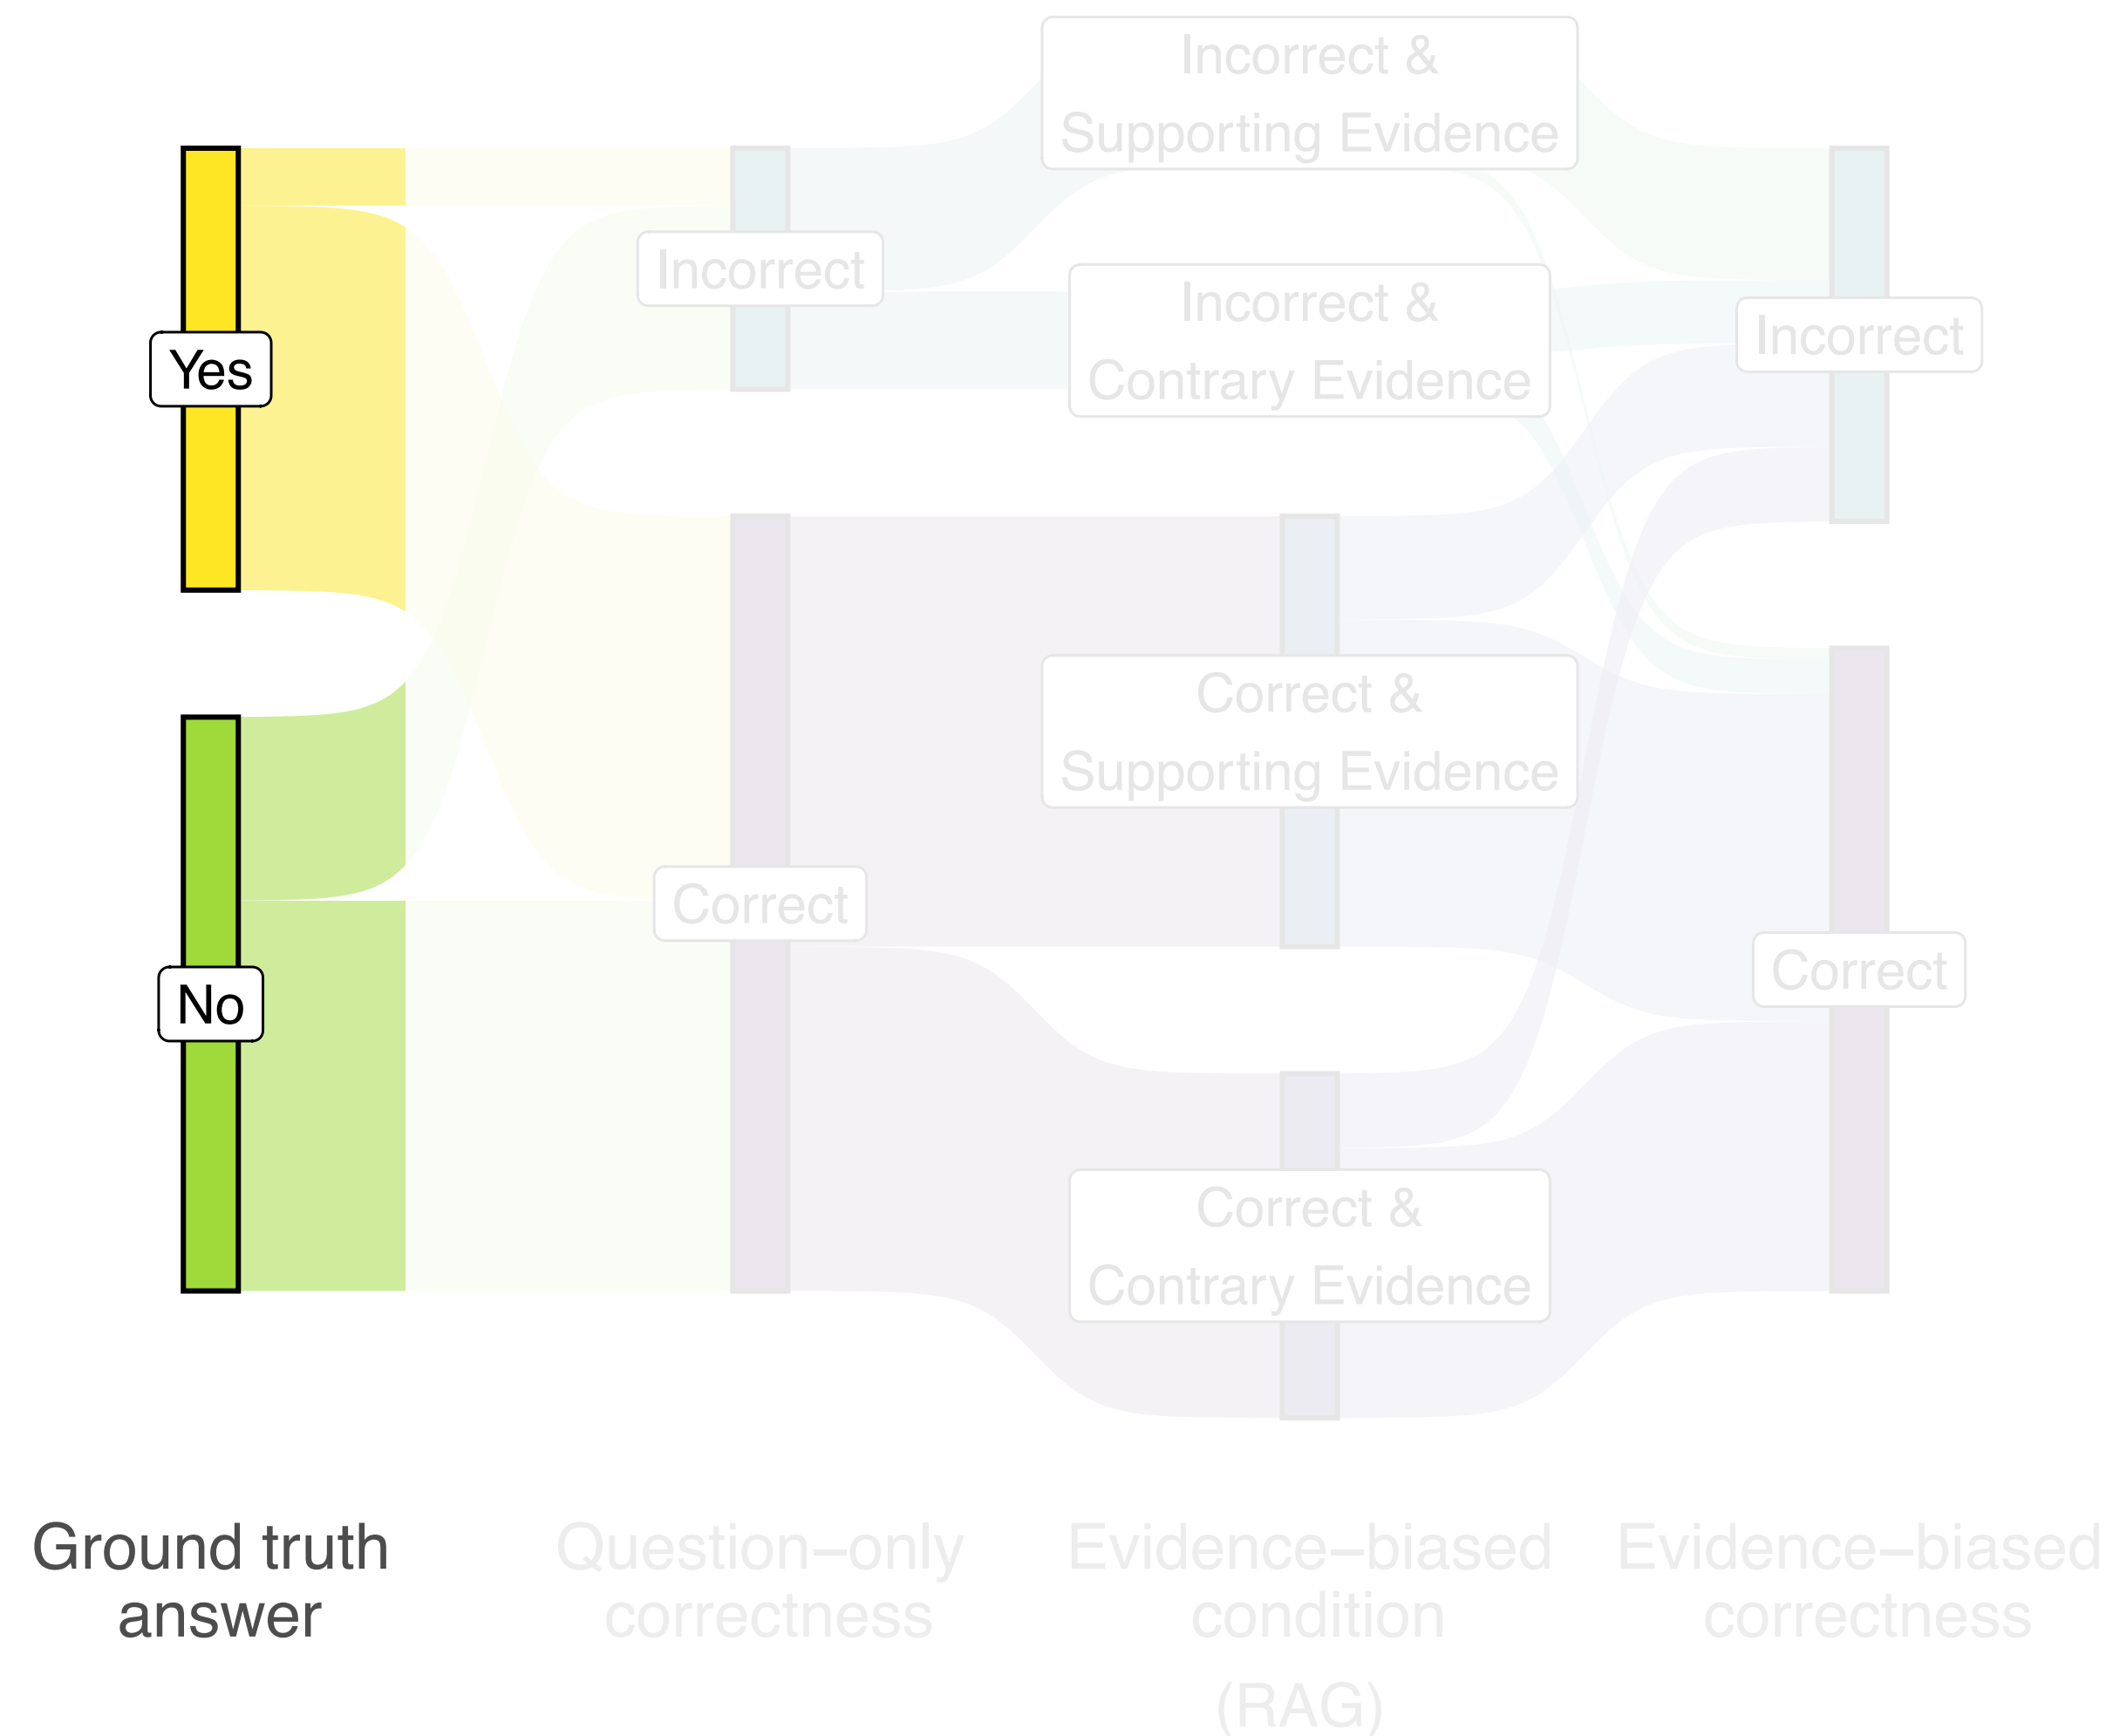 Incorrect &
Supporting Evidence
Incorrect
Incorrect &
Contrary Evidence
Incorrect
Yes
Correct &
Supporting Evidence
Correct
Correct
No
Correct &
Contrary Evidence
Ground truth
answer
Question–only
correctness
Evidence–biased
condition
(RAG)
Evidence–biased
correctness